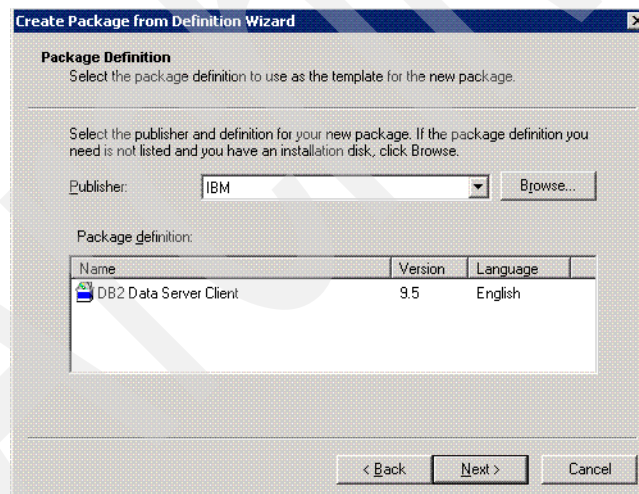 Create Package from Definition Wizard
Package Definition
Select the package definition to use as the template for the new package.
Select the publisher and definition for your new package. If the package definition you
need is not listed and you have an installation disk, click Browse.
Publisher: IBM Browse...
Package definition:
Name Version Language
DB2 Data Server Client 9.5 English
< Back Next > Cancel